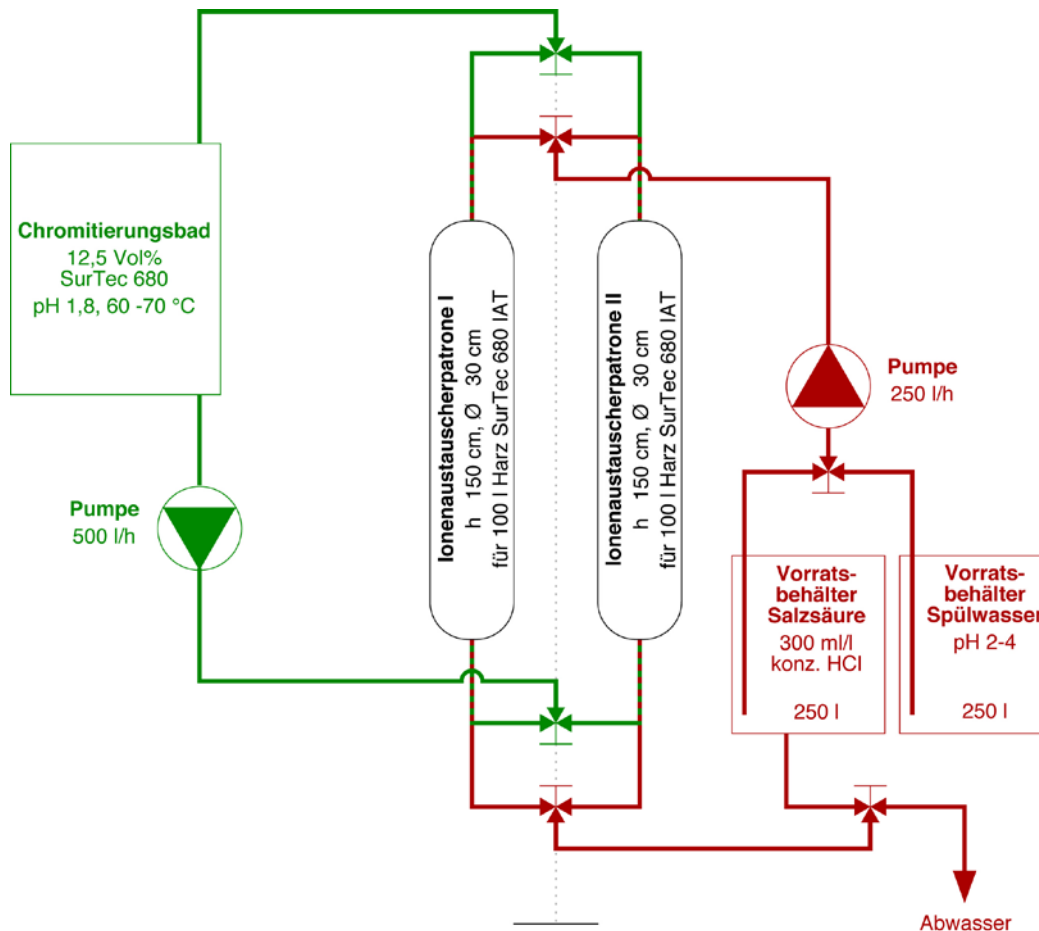 Chromitierungsbad
12,5 Vol%
SurTec 680
pH 1,8, 60 -70 °C
Pumpe
500 l/h
Ionenaustauscherpatrone I
h 150 cm, Ø 30 cm
für 100 l Harz SurTec 680 IAT
Ionenaustauscherpatrone II
h 150 cm, Ø 30 cm
für 100 l Harz SurTec 680 IAT
Pumpe
250 l/h
Vorrats-
behälter
Salzsäure
300 ml/l
konz. HCl
250 l
Vorrats-
behälter
Spülwasser
pH 2-4
250 l
Abwasser